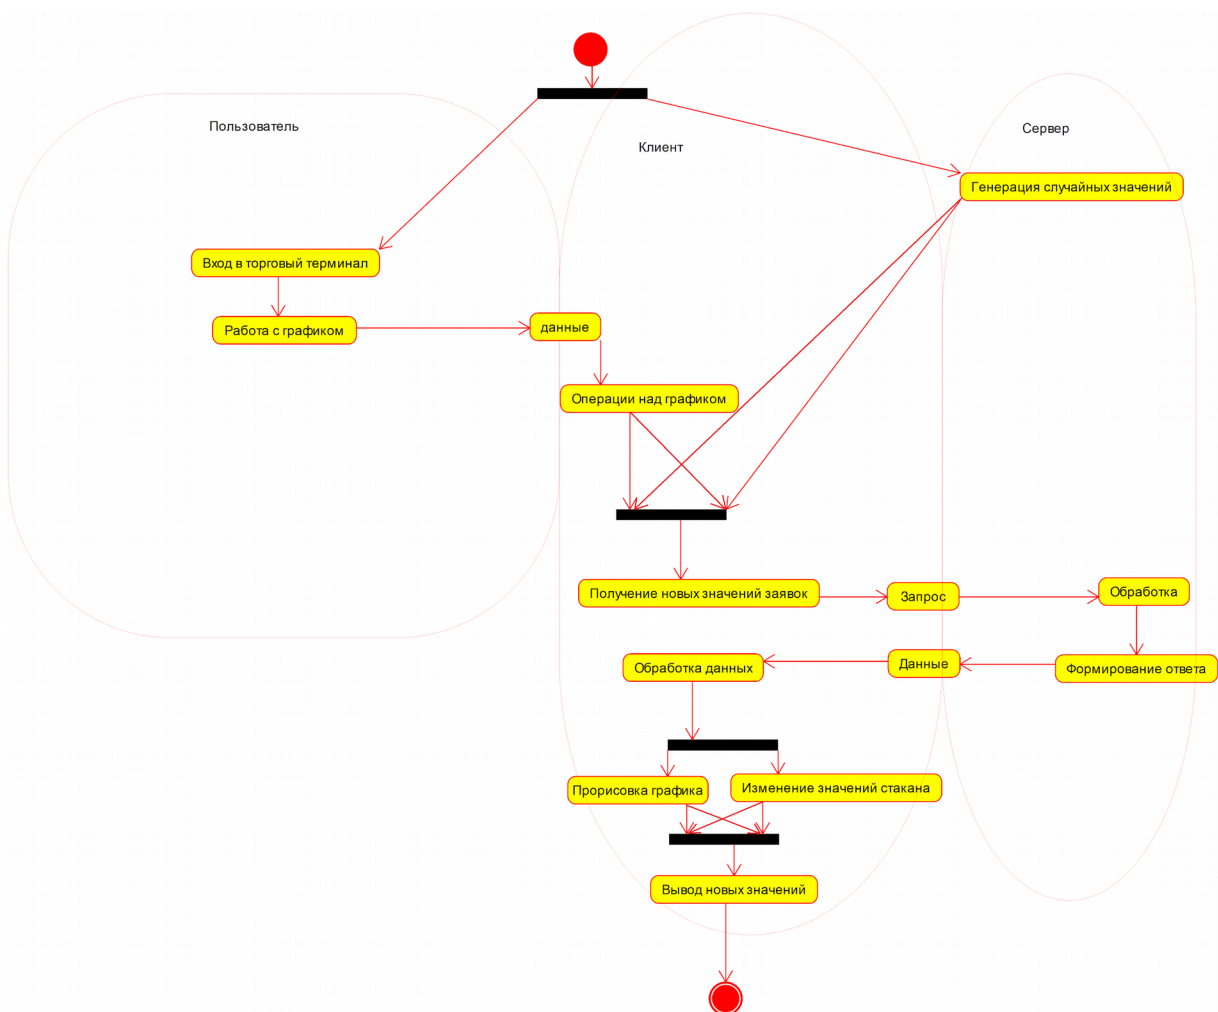 Пользователь
Клиент
Сервер
Генерация случайных значений
Вход в торговый терминал
Работа с графиком
данные
Операции над графиком
Получение новых значений заявок
Запрос
Обработка
Обработка данных
Данные
Формирование ответа
Прорисовка графика
Изменение значений стакана
Вывод новых значений